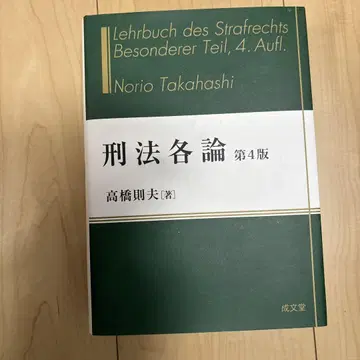 Lehrbuch des Strafrechts
Besonderer Teil, 4. Aufl.
Norio Takahashi
刑法各論 第4版
高橋則夫[著]
成文堂